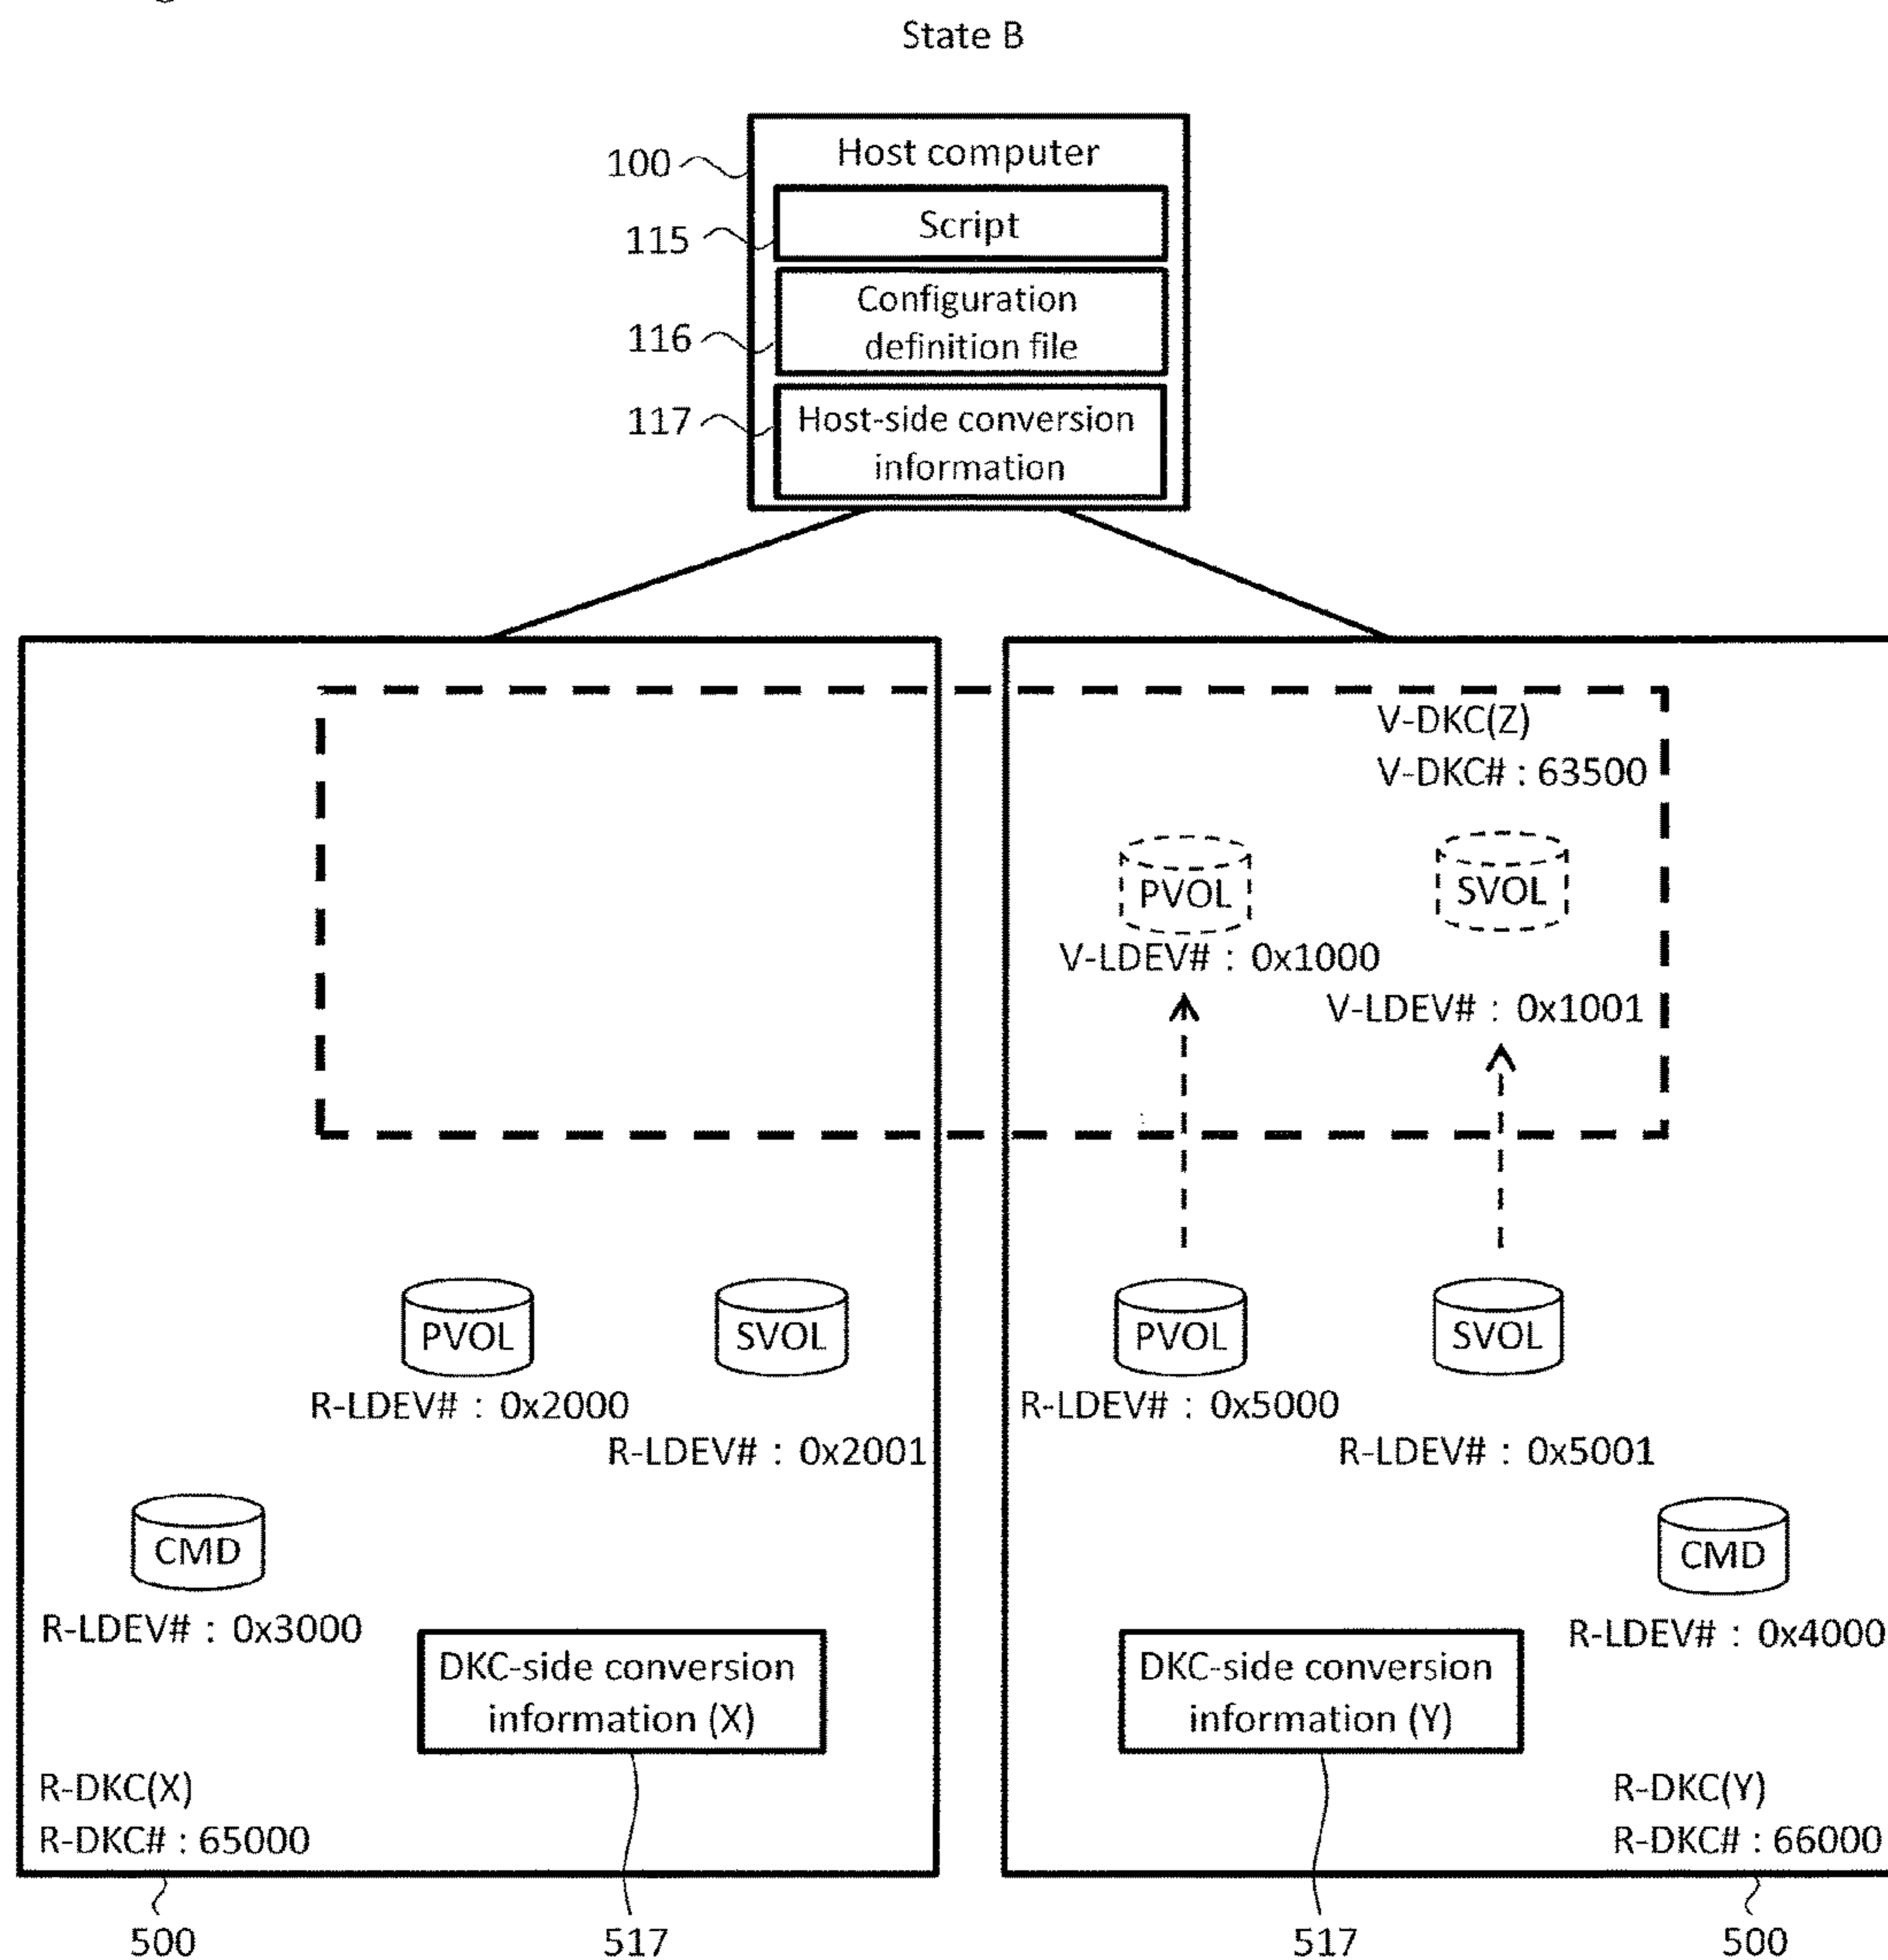 State B
Host computer
100
Script
115
Configuration
definition file
116
Host-side conversion
information
117
V-DKC(Z)
V-DKC# : 63500
PVOL
SVOL
V-LDEV# : 0x1000
V-LDEV# : 0x1001
PVOL
SVOL
PVOL
SVOL
R-LDEV# : 0x2000
R-LDEV# : 0x5000
R-LDEV# : 0x2001
R-LDEV# : 0x5001
CMD
CMD
R-LDEV# : 0x3000
R-LDEV# : 0x4000
DKC-side conversion
information (X)
DKC-side conversion
information (Y)
R-DKC(X)
R-DKC# : 65000
R-DKC(Y)
R-DKC# : 66000
500
517
517
500